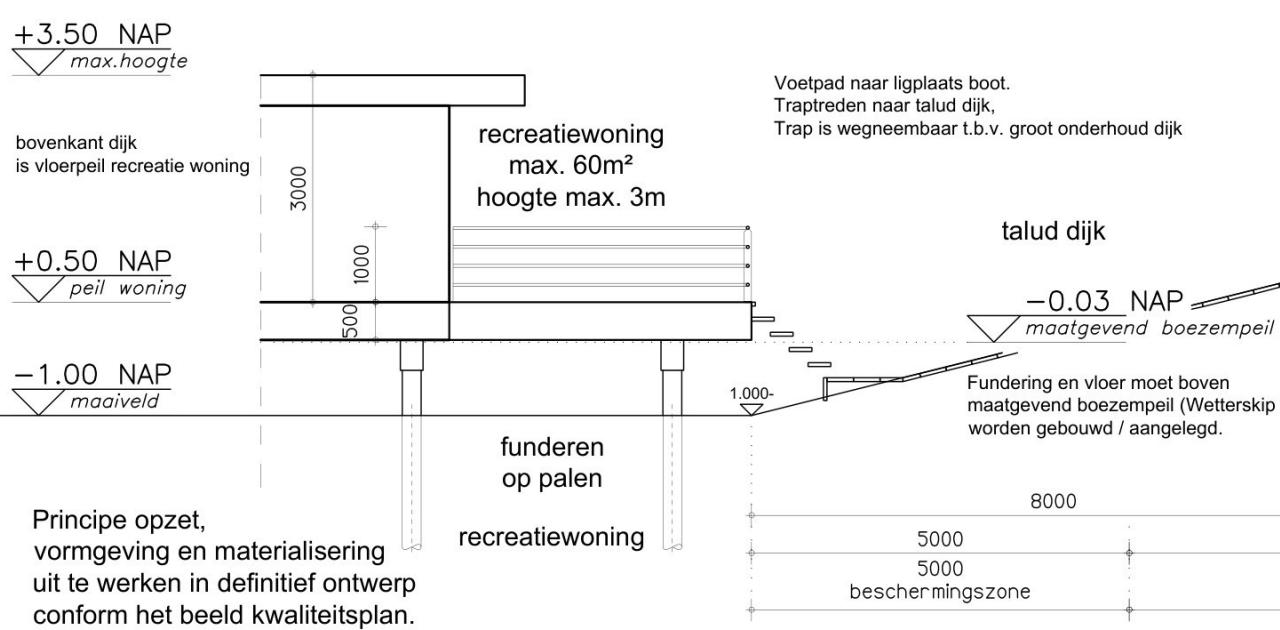 +3.50 NAP
max.hoogte
bovenkant dijk
is vloerpeil recreatie woning
+0.50 NAP
peil woning
-1.00 NAP
maaiveld
3000
1000
500
recreatiewoning
max. 60m²
hoogte max. 3m
Voetpad naar ligplaats boot.
Traptreden naar talud dijk,
Trap is wegneembaar t.b.v. groot onderhoud dijk
talud dijk
-0.03 NAP
maatgevend boezempeil
Fundering en vloer moet boven
maatgevend boezempeil (Wetterskip
worden gebouwd / aangelegd.
1.000-
funderen
op palen
recreatiewoning
8000
5000
5000
beschermingszone
Principe opzet,
vormgeving en materialisering
uit te werken in definitief ontwerp
conform het beeld kwaliteitsplan.